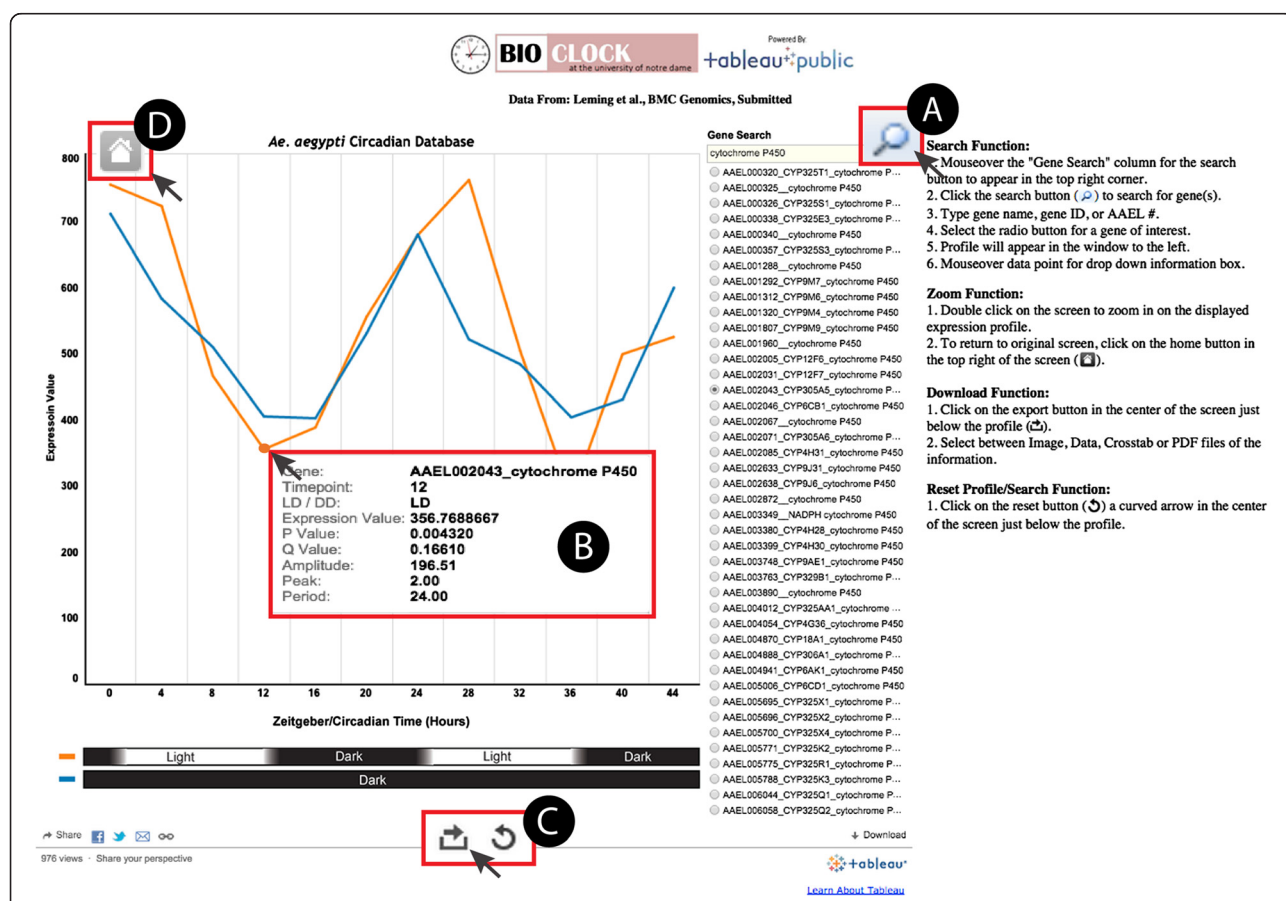 BIO CLOCK
at the university of notre dame
Powered By
+ableau public
Data From: Leming et al., BMC Genomics, Submitted
D
A
Ae. aegypti Circadian Database
800
700
600
500
400
300
200
100
0
Expressoin Value
0 4 8 12 16 20 24 28 32 36 40 44
Zeitgeber/Circadian Time (Hours)
Light Dark Light Dark
Dark
Gene: AAEL002043_cytochrome P450
Timepoint: 12
LD / DD: LD
Expression Value: 356.7688667
P Value: 0.004320
Q Value: 0.16610
Amplitude: 196.51
Peak: 2.00
Period: 24.00
B
Gene Search
cytochrome P450
AAEL000320_CYP325T1_cytochrome P...
AAEL000325__cytochrome P450
AAEL000326_CYP325S1_cytochrome P...
AAEL000338_CYP325E3_cytochrome P...
AAEL000340__cytochrome P450
AAEL000357_CYP325S3_cytochrome P...
AAEL001288__cytochrome P450
AAEL001292_CYP9M7_cytochrome P450
AAEL001312_CYP9M6_cytochrome P450
AAEL001320_CYP9M4_cytochrome P450
AAEL001807_CYP9M9_cytochrome P450
AAEL001960__cytochrome P450
AAEL002005_CYP12F6_cytochrome P450
AAEL002031_CYP12F7_cytochrome P450
AAEL002043_CYP305A5_cytochrome P...
AAEL002046_CYP6CB1_cytochrome P450
AAEL002067__cytochrome P450
AAEL002071_CYP305A6_cytochrome P...
AAEL002085_CYP4H31_cytochrome P450
AAEL002633_CYP9J31_cytochrome P450
AAEL002638_CYP9J6_cytochrome P450
AAEL002872__cytochrome P450
AAEL003349__NADPH cytochrome P450
AAEL003380_CYP4H28_cytochrome P450
AAEL003399_CYP4H30_cytochrome P450
AAEL003748_CYP9AE1_cytochrome P450
AAEL003763_CYP329B1_cytochrome P...
AAEL003890__cytochrome P450
AAEL004012_CYP325AA1_cytochrome ...
AAEL004054_CYP4G36_cytochrome P450
AAEL004870_CYP18A1_cytochrome P450
AAEL004888_CYP306A1_cytochrome P...
AAEL004941_CYP6AK1_cytochrome P450
AAEL005006_CYP6CD1_cytochrome P450
AAEL005695_CYP325X1_cytochrome P...
AAEL005696_CYP325X2_cytochrome P...
AAEL005700_CYP325X4_cytochrome P...
AAEL005771_CYP325K2_cytochrome P...
AAEL005775_CYP325R1_cytochrome P...
AAEL005788_CYP325K3_cytochrome P...
AAEL006044_CYP325Q1_cytochrome P...
AAEL006058_CYP325Q2_cytochrome P...
Search Function:
1. Mouseover the "Gene Search" column for the search
button to appear in the top right corner.
2. Click the search button ( ) to search for gene(s).
3. Type gene name, gene ID, or AAEL #.
4. Select the radio button for a gene of interest.
5. Profile will appear in the window to the left.
6. Mouseover data point for drop down information box.
Zoom Function:
1. Double click on the screen to zoom in on the displayed
expression profile.
2. To return to original screen, click on the home button in
the top right of the screen ( ).
Download Function:
1. Click on the export button in the center of the screen just
below the profile ( ).
2. Select between Image, Data, Crosstab or PDF files of the
information.
Reset Profile/Search Function:
1. Click on the reset button ( ) a curved arrow in the center
of the screen just below the profile.
C
Share
Download
976 views · Share your perspective
+ableau
Learn About Tableau